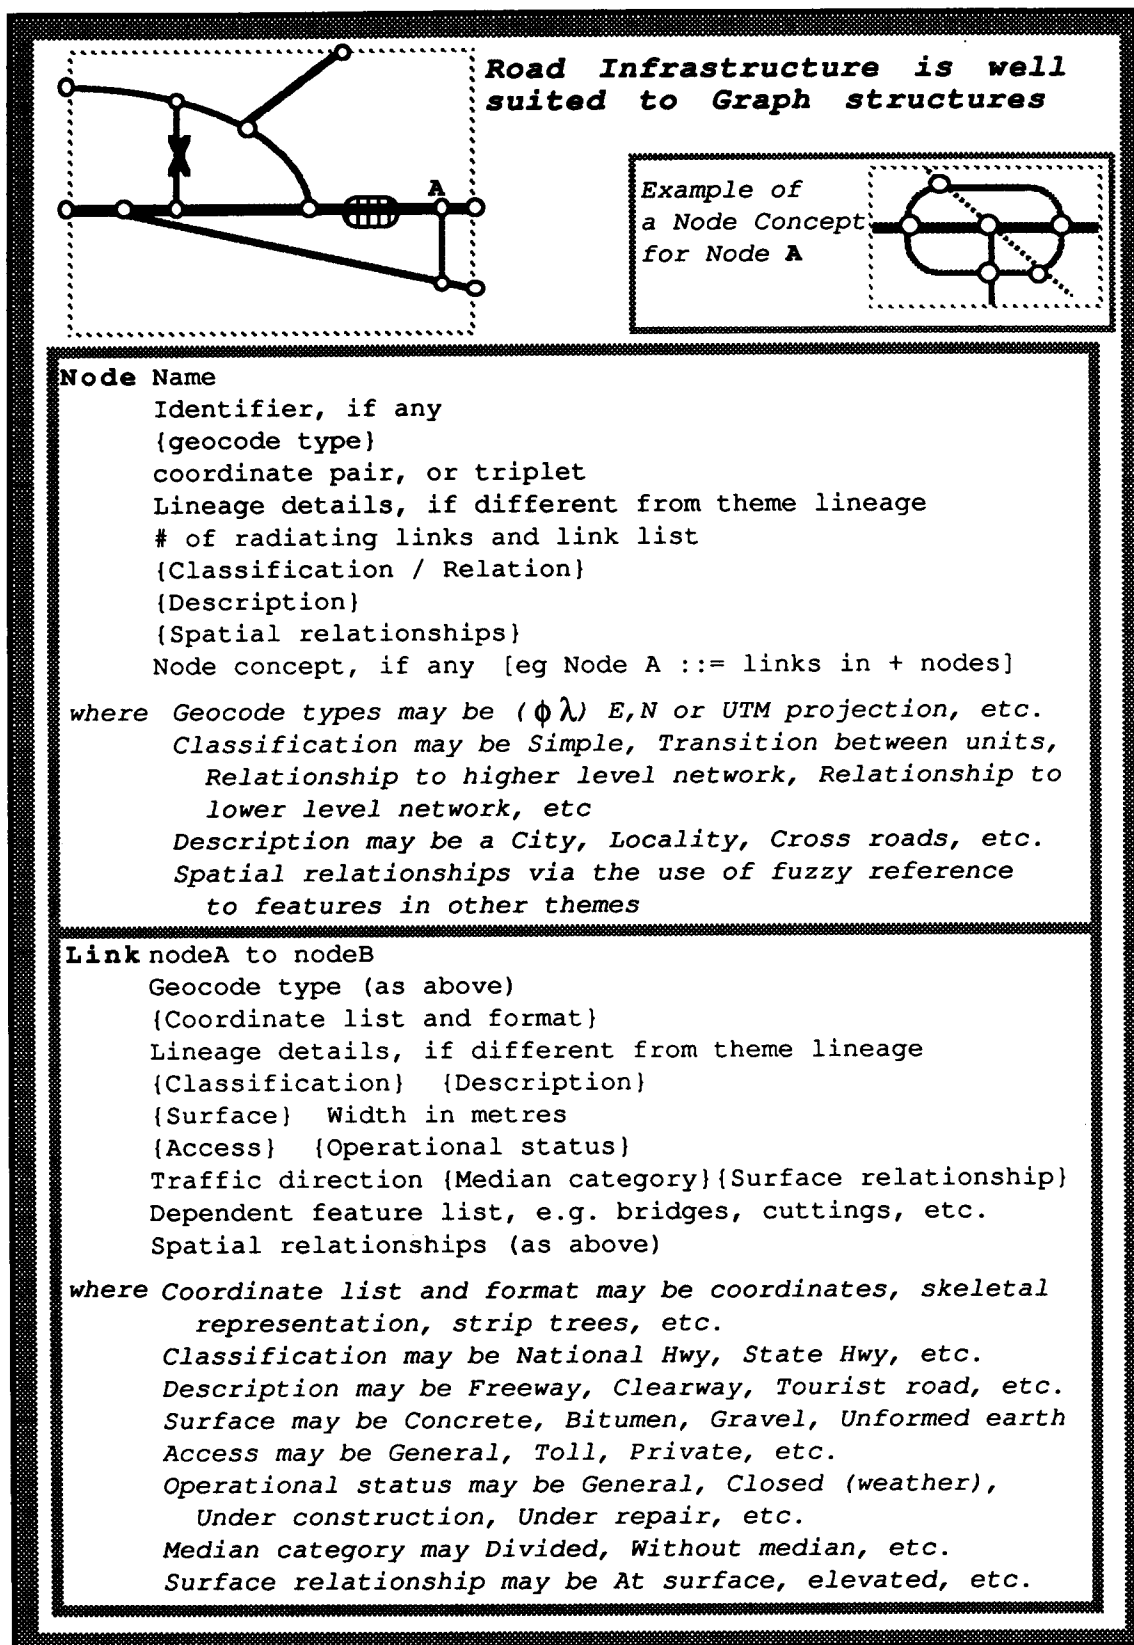 Road Infrastructure is well
suited to Graph structures
A
Example of
a Node Concept
for Node A
Node Name
Identifier, if any
{geocode type}
coordinate pair, or triplet
Lineage details, if different from theme lineage
# of radiating links and link list
{Classification / Relation}
{Description}
{Spatial relationships}
Node concept, if any [eg Node A ::= links in + nodes]
where Geocode types may be (ϕ λ) E,N or UTM projection, etc.
Classification may be Simple, Transition between units,
Relationship to higher level network, Relationship to
lower level network, etc
Description may be a City, Locality, Cross roads, etc.
Spatial relationships via the use of fuzzy reference
to features in other themes
Link nodeA to nodeB
Geocode type (as above)
{Coordinate list and format}
Lineage details, if different from theme lineage
{Classification} {Description}
{Surface} Width in metres
{Access} {Operational status}
Traffic direction {Median category}{Surface relationship}
Dependent feature list, e.g. bridges, cuttings, etc.
Spatial relationships (as above)
where Coordinate list and format may be coordinates, skeletal
representation, strip trees, etc.
Classification may be National Hwy, State Hwy, etc.
Description may be Freeway, Clearway, Tourist road, etc.
Surface may be Concrete, Bitumen, Gravel, Unformed earth
Access may be General, Toll, Private, etc.
Operational status may be General, Closed (weather),
Under construction, Under repair, etc.
Median category may Divided, Without median, etc.
Surface relationship may be At surface, elevated, etc.